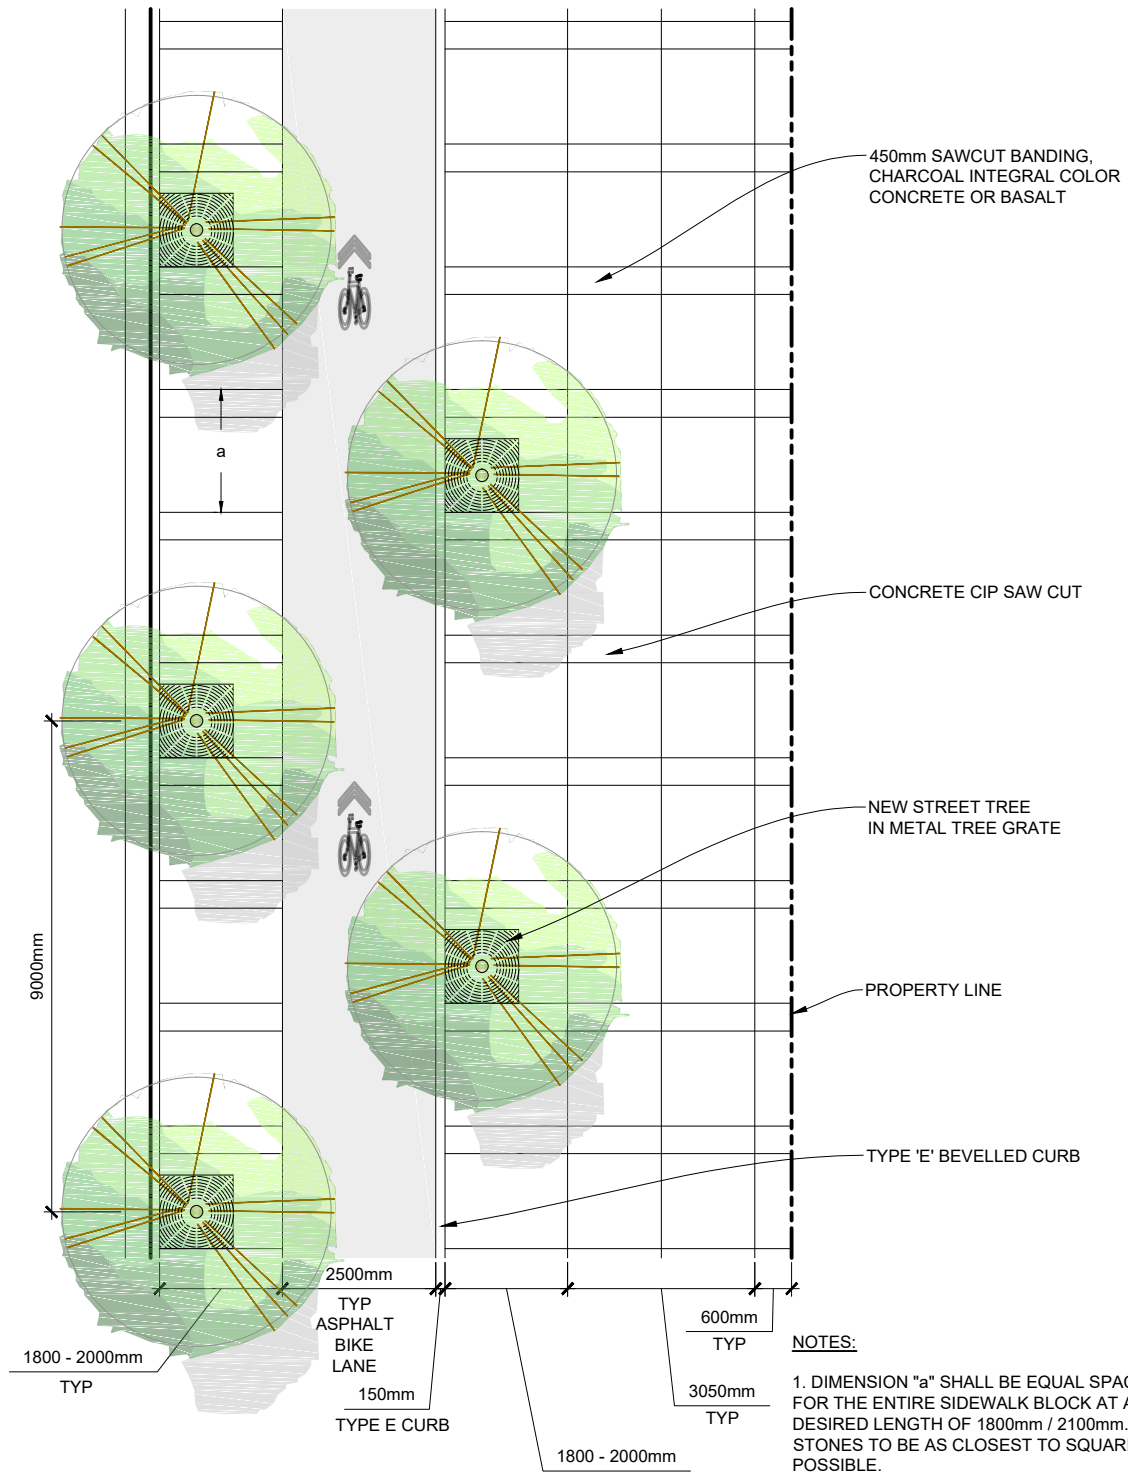 450mm SAWCUT BANDING,
CHARCOAL INTEGRAL COLOR
CONCRETE OR BASALT
a
CONCRETE CIP SAW CUT
NEW STREET TREE
IN METAL TREE GRATE
9000mm
PROPERTY LINE
TYPE 'E' BEVELLED CURB
2500mm
TYP
ASPHALT
BIKE
LANE
600mm
TYP
1800 - 2000mm
TYP
150mm
TYPE E CURB
3050mm
TYP
1800 - 2000mm
NOTES:
1. DIMENSION "a" SHALL BE EQUAL
FOR THE ENTIRE SIDEWALK BLOCK AT
DESIRED LENGTH OF 1800mm / 2100mm.
STONES TO BE AS CLOSEST TO
POSSIBLE.